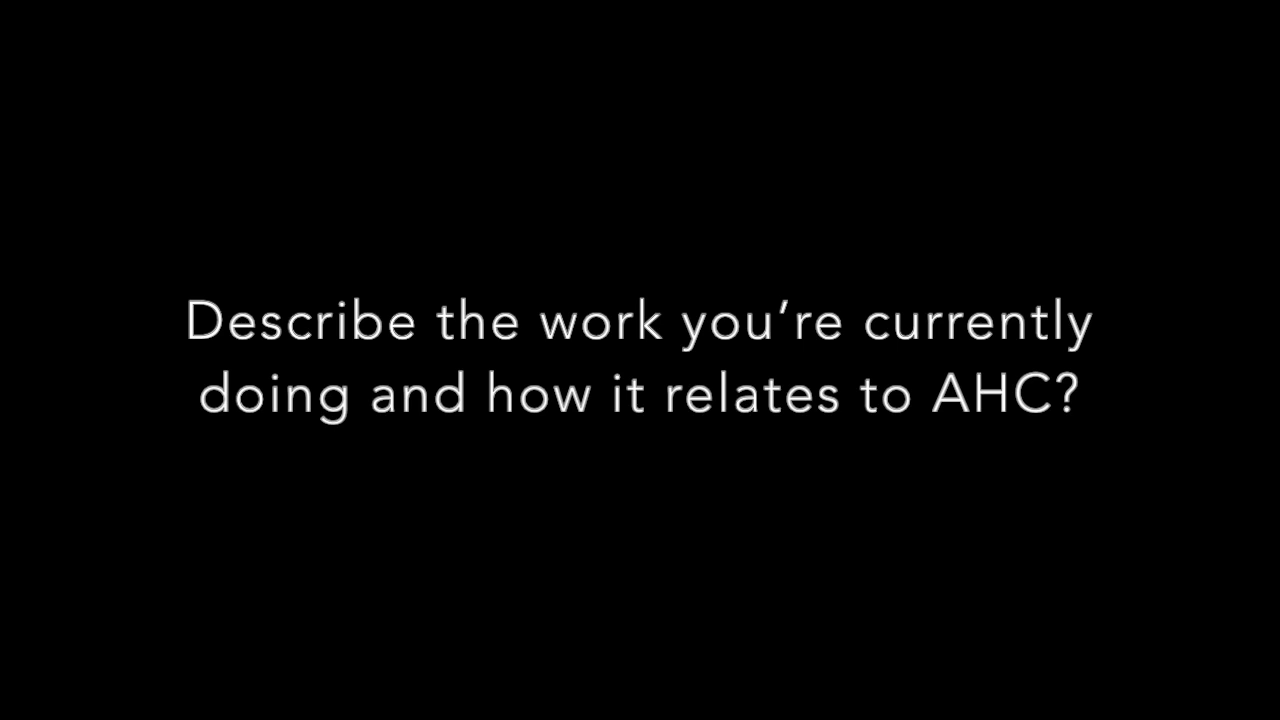 Describe the work you’re currently
doing and how it relates to AHC?